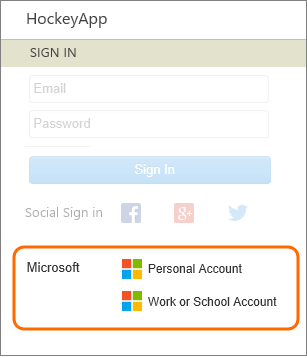 HockeyApp
SIGN IN
Email
Password
Sign In
Social Sign in f g+
Microsoft Personal Account
Work or School Account